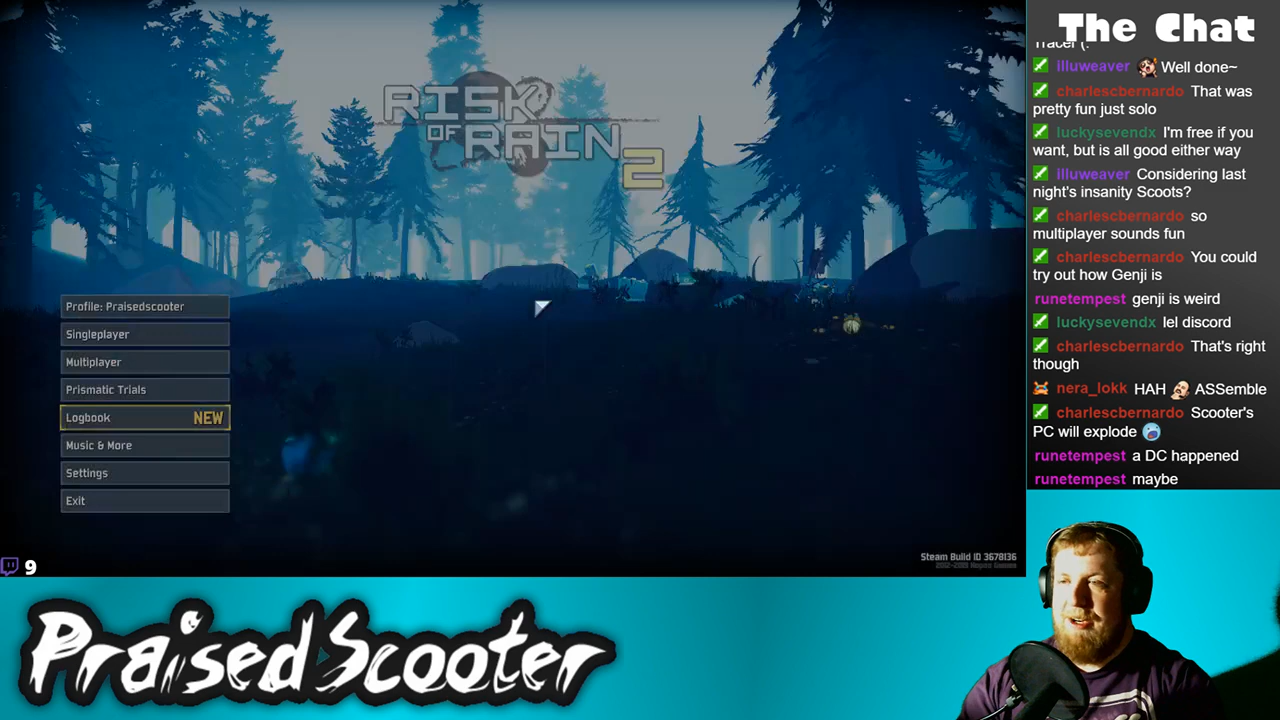 RISK
OF RAIN
2
Profile: Praisedscooter
Singleplayer
Multiplayer
Prismatic Trials
Logbook NEW
Music & More
Settings
Exit
Steam Build ID 3678136
9
PraisedScooter
The Chat
Tracer (:
illuweaver Well done~
charlescbernardo That was
pretty fun just solo
luckysevendx I'm free if you
want, but is all good either way
illuweaver Considering last
night's insanity Scoots?
charlescbernardo so
multiplayer sounds fun
charlescbernardo You could
try out how Genji is
runetempest genji is weird
luckysevendx lel discord
charlescbernardo That's right
though
nera_lokk HAH ASSemble
charlescbernardo Scooter's
PC will explode
runetempest a DC happened
runetempest maybe